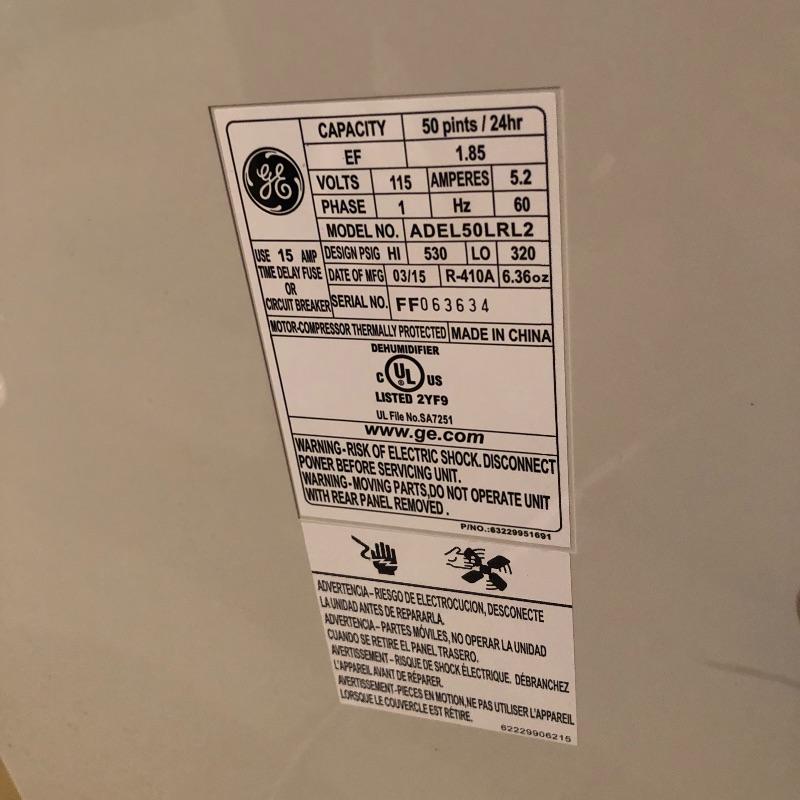 GE
CAPACITY 50 pints / 24hr
EF 1.85
VOLTS 115 AMPERES 5.2
PHASE 1 Hz 60
MODEL NO. ADEL50LRL2
DESIGN PSIG HI 530 LO 320
DATE OF MFG 03/15 R-410A 6.36oz
SERIAL NO. FF063634
USE 15 AMP
TIME DELAY FUSE
OR
CIRCUIT BREAKER
MOTOR-COMPRESSOR THERMALLY PROTECTED MADE IN CHINA
DEHUMIDIFIER
C UL ® US
LISTED 2YF9
UL File No.SA7251
www.ge.com
WARNING-RISK OF ELECTRIC SHOCK. DISCONNECT
POWER BEFORE SERVICING UNIT.
WARNING-MOVING PARTS,DO NOT OPERATE UNIT
WITH REAR PANEL REMOVED .
P/NO.:63229951691
ADVERTENCIA-RIESGO DE ELECTROCUCION, DESCONECTE
LA UNIDAD ANTES DE REPARARLA.
ADVERTENCIA-PARTES MÓVILES, NO OPERAR LA UNIDAD
CUANDO SE RETIRE EL PANEL TRASERO.
AVERTISSEMENT-RISQUE DE SHOCK ÉLECTRIQUE. DÉBRANCHEZ
L'APPAREIL AVANT DE RÉPARER.
AVERTISSEMENT-PIECES EN MOTION,NE PAS UTILISER L'APPAREIL
LORSQUE LE COUVERCLE EST RÉTIRE.
62229906215